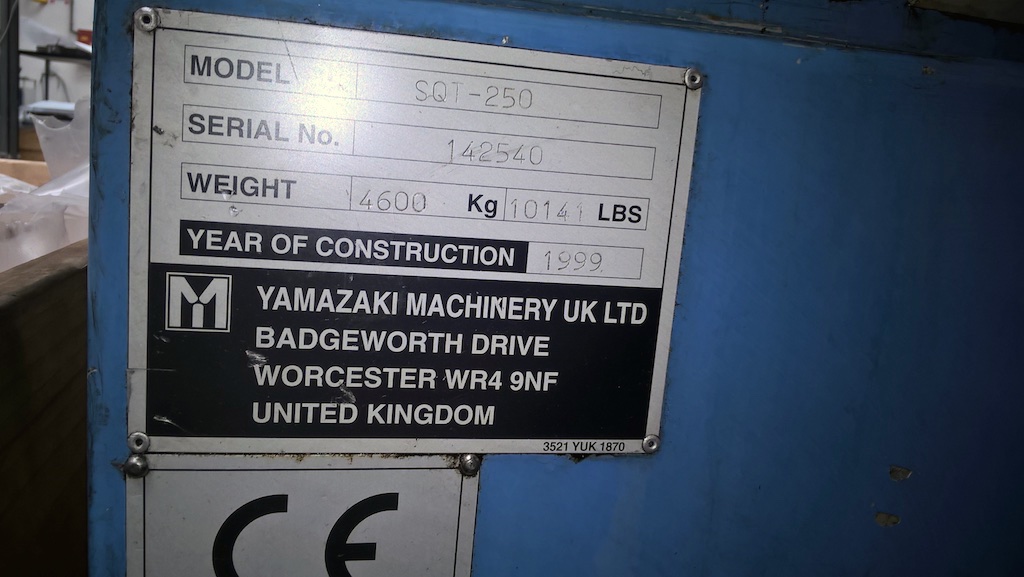 MODEL SQT-250
SERIAL No. 142540
WEIGHT 4600 Kg 10141 LBS
YEAR OF CONSTRUCTION 1999
YAMAZAKI MACHINERY UK LTD
BADGEWORTH DRIVE
WORCESTER WR4 9NF
UNITED KINGDOM
3521 YUK 1870
CE